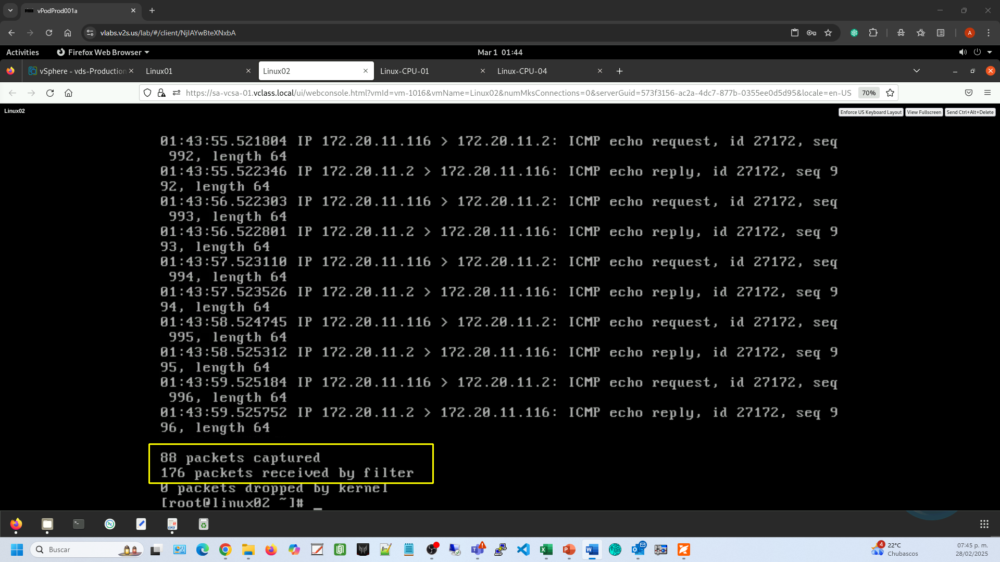 vPodProd001a
vlabs.v2s.us/lab/#/client/NjlAYwBteXNxbA
A
Activities
Firefox Web Browser
Mar 1 01:44
vSphere - vds-Production
Linux01
Linux02
Linux-CPU-01
Linux-CPU-04
https://sa-vcsa-01.vclass.local/ui/webconsole.html?vmId=vm-1016&vmName=Linux02&numMksConnections=0&serverGuid=573f3156-ac2a-4dc7-877b-0355ee0d5d95&locale=en-US
70%
Linux02
Enforce US Keyboard Layout
View Fullscreen
Send Ctrl+Alt+Delete
01:43:55.521804 IP 172.20.11.116 > 172.20.11.2: ICMP echo request, id 27172, seq
992, length 64
01:43:55.522346 IP 172.20.11.2 > 172.20.11.116: ICMP echo reply, id 27172, seq 9
92, length 64
01:43:56.522303 IP 172.20.11.116 > 172.20.11.2: ICMP echo request, id 27172, seq
993, length 64
01:43:56.522801 IP 172.20.11.2 > 172.20.11.116: ICMP echo reply, id 27172, seq 9
93, length 64
01:43:57.523110 IP 172.20.11.116 > 172.20.11.2: ICMP echo request, id 27172, seq
994, length 64
01:43:57.523526 IP 172.20.11.2 > 172.20.11.116: ICMP echo reply, id 27172, seq 9
94, length 64
01:43:58.524745 IP 172.20.11.116 > 172.20.11.2: ICMP echo request, id 27172, seq
995, length 64
01:43:58.525312 IP 172.20.11.2 > 172.20.11.116: ICMP echo reply, id 27172, seq 9
95, length 64
01:43:59.525184 IP 172.20.11.116 > 172.20.11.2: ICMP echo request, id 27172, seq
996, length 64
01:43:59.525752 IP 172.20.11.2 > 172.20.11.116: ICMP echo reply, id 27172, seq 9
96, length 64
88 packets captured
176 packets received by filter
0 packets dropped by kernel
[root@linux02 ~]# _
Buscar
4
22°C
Chubascos
07:45 p. m.
28/02/2025